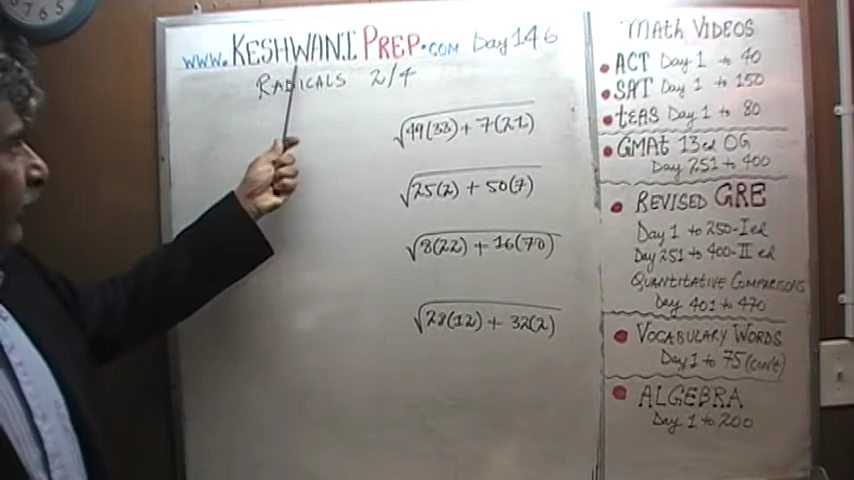 www.KESHWANI PREP.COM Day 146
RADICALS 2/4
√49(33) + 7(21)
√25(2) + 50(7)
√8(22) + 16(70)
√28(12) + 32(2)
MATH VIDEOS
ACT Day 1 to 40
SAT Day 1 to 150
tEAS Day 1 to 80
GMAt 13 ed OG
Day 251 to 400
REVISED GRE
Day 1 to 250-I ed
Day 251 to 400-II ed
QUANTITATIVE COMPARISONS
Day 401 to 470
VOCABULARY WORDS
Day 1 to 75 (con't)
ALGEBRA
Day 1 to 200